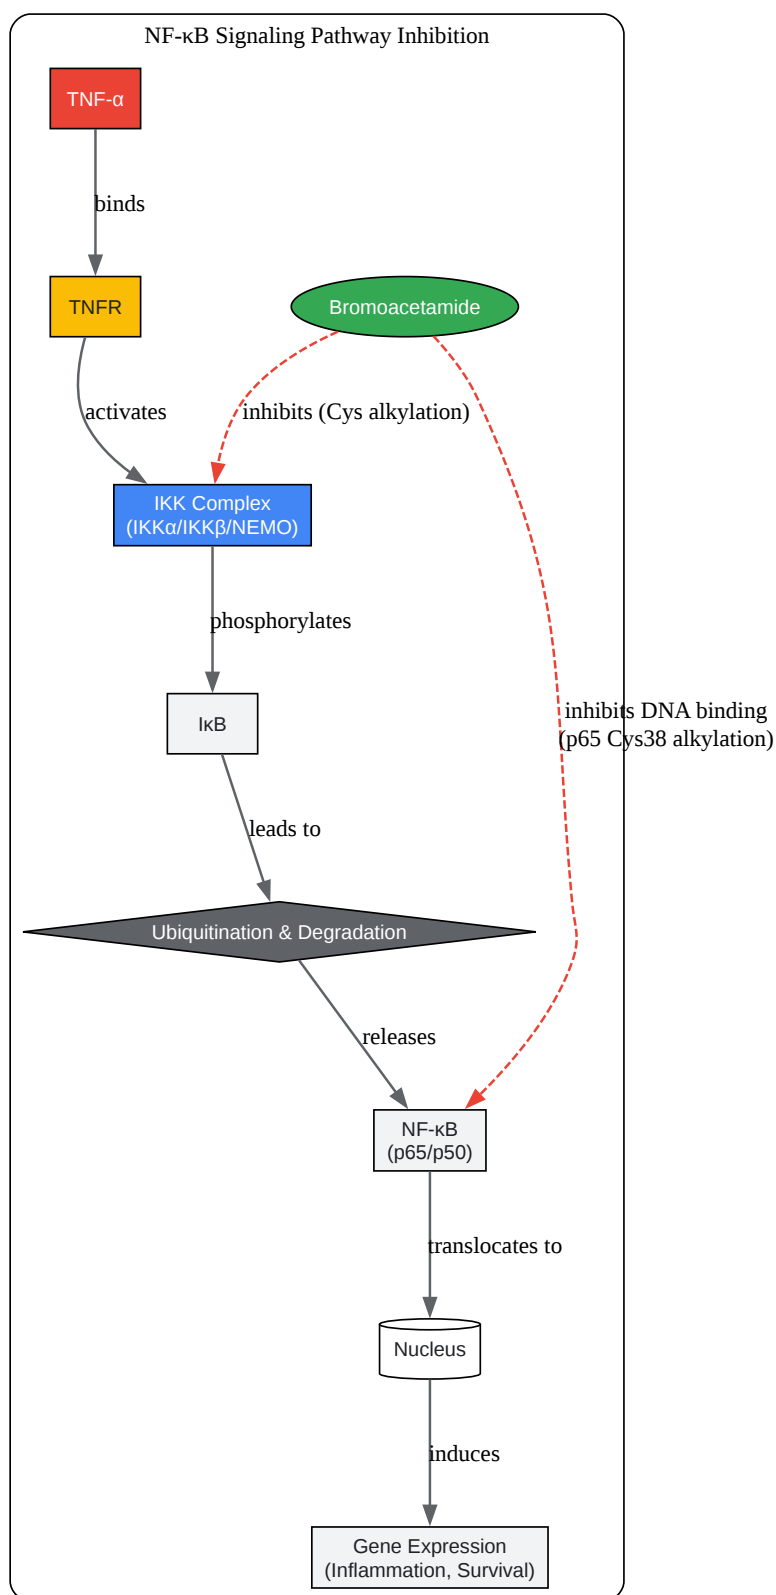 NF-κB Signaling Pathway Inhibition
TNF-α
binds
TNFR
Bromoacetamide
activates
inhibits (Cys alkylation)
IKK Complex
(IKKα/IKKβ/NEMO)
phosphorylates
IκB
inhibits DNA binding
(p65 Cys38 alkylation)
leads to
Ubiquitination & Degradation
releases
NF-κB
(p65/p50)
translocates to
Nucleus
induces
Gene Expression
(Inflammation, Survival)